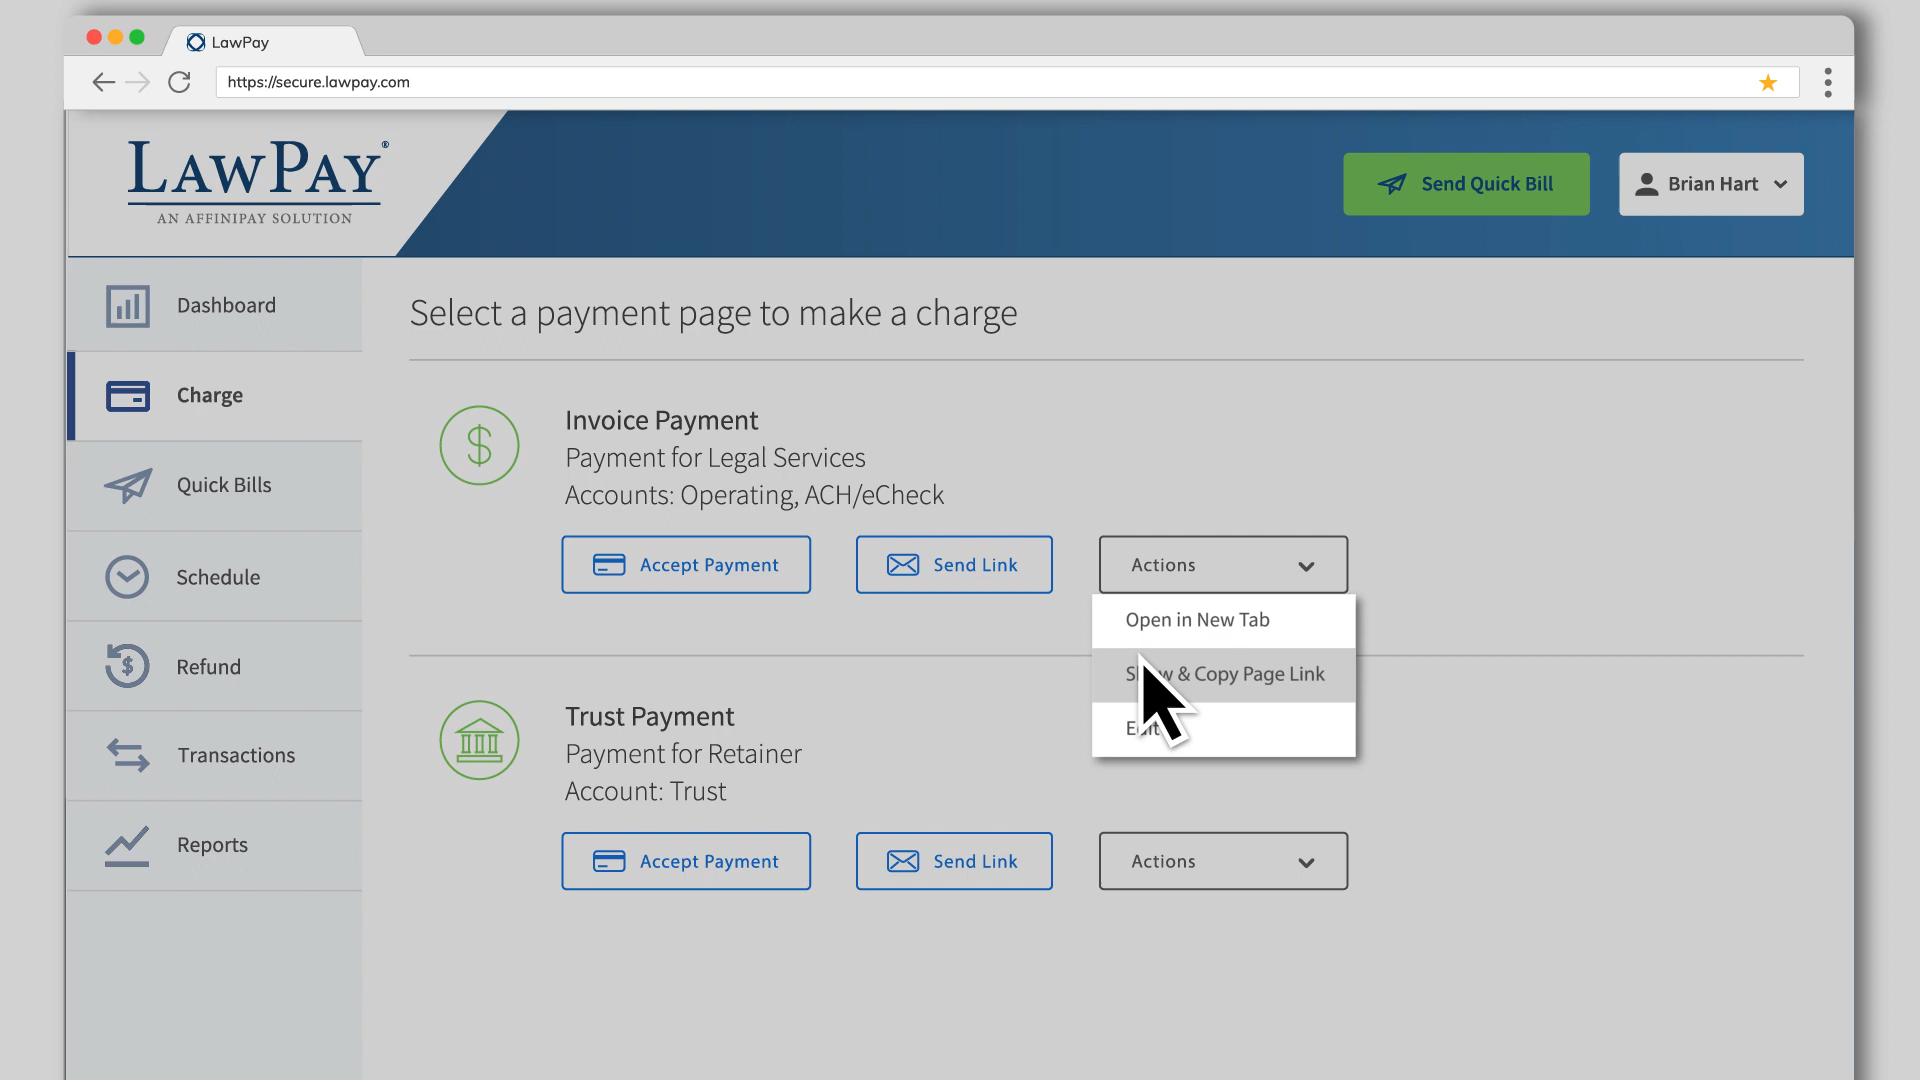 LawPay
https://secure.lawpay.com
LAWPAY®
AN AFFINIPAY SOLUTION
Send Quick Bill
Brian Hart
Dashboard
Charge
Quick Bills
Schedule
Refund
Transactions
Reports
Select a payment page to make a charge
Invoice Payment
Payment for Legal Services
Accounts: Operating, ACH/eCheck
Accept Payment
Send Link
Actions
Open in New Tab
Show & Copy Page Link
Edit
Trust Payment
Payment for Retainer
Account: Trust
Accept Payment
Send Link
Actions